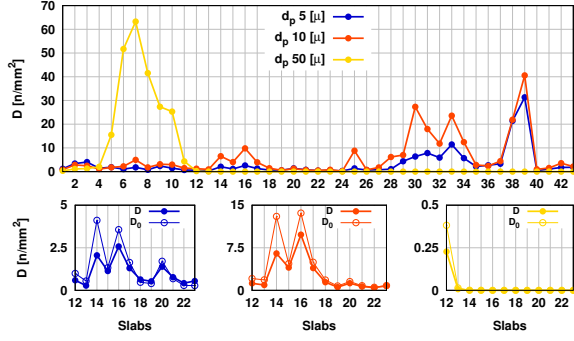 d_p 5 [μ]
d_p 10 [μ]
d_p 50 [μ]
D [n/mm²]
70
60
50
40
30
20
10
0
2 4 6 8 10 12 14 16 18 20 22 24 26 28 30 32 34 36 38 40 42
D [n/mm²]
5
2.5
0
D
D₀
12 14 16 18 20 22
Slabs
15
7.5
0
D
D₀
12 14 16 18 20 22
Slabs
0.5
0.25
0
D
D₀
12 14 16 18 20 22
Slabs